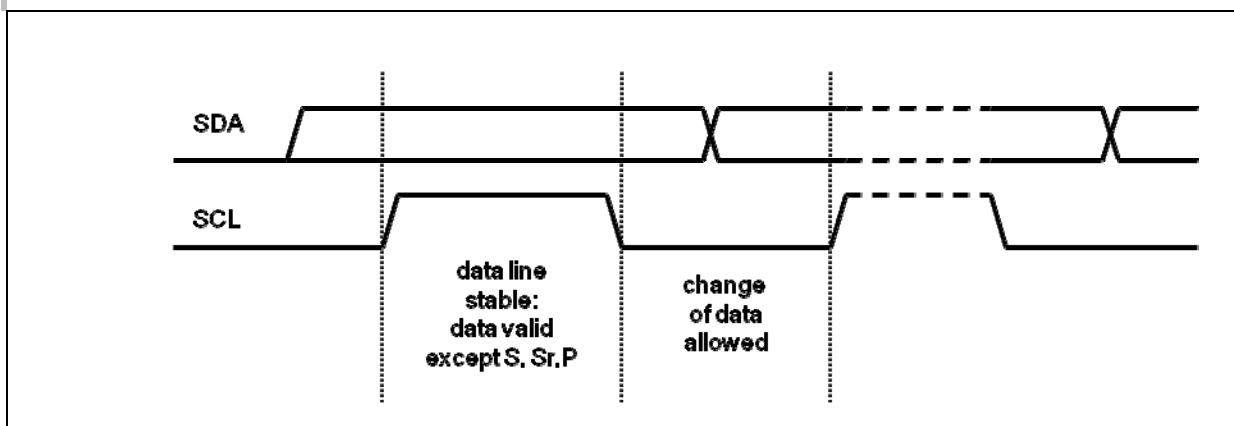 SDA
SCL
data line
stable:
data valid
except S, Sr,P
change
of data
allowed